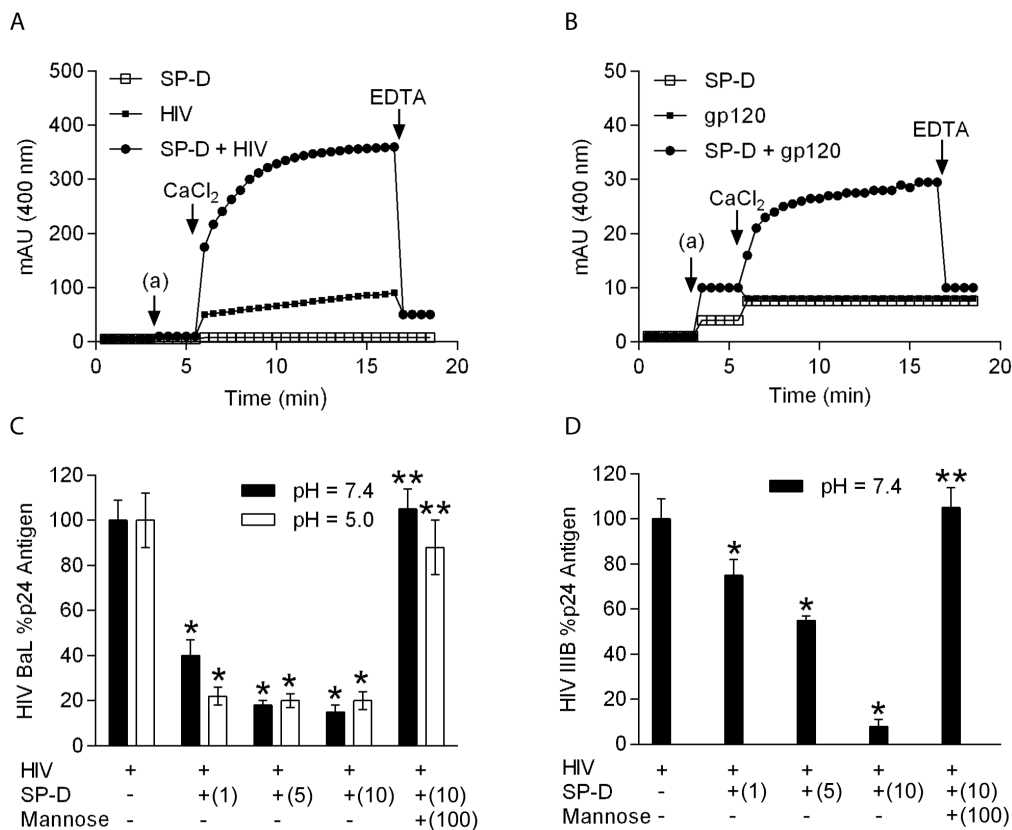 A
500
400
300
200
100
0
mAU (400 nm)
SP-D
HIV
SP-D + HIV
(a)
CaCl2
EDTA
0 5 10 15 20
Time (min)
B
50
40
30
20
10
0
mAU (400 nm)
SP-D
gp120
SP-D + gp120
(a)
CaCl2
EDTA
0 5 10 15 20
Time (min)
C
120
100
80
60
40
20
0
HIV BaL %p24 Antigen
pH = 7.4
pH = 5.0
* * * * * * ** **
HIV + + + + +
SP-D - +(1) +(5) +(10) +(10)
Mannose - - - - +(100)
D
120
100
80
60
40
20
0
HIV IIIB %p24 Antigen
pH = 7.4
* * * **
HIV + + + + +
SP-D - +(1) +(5) +(10) +(10)
Mannose - - - - +(100)